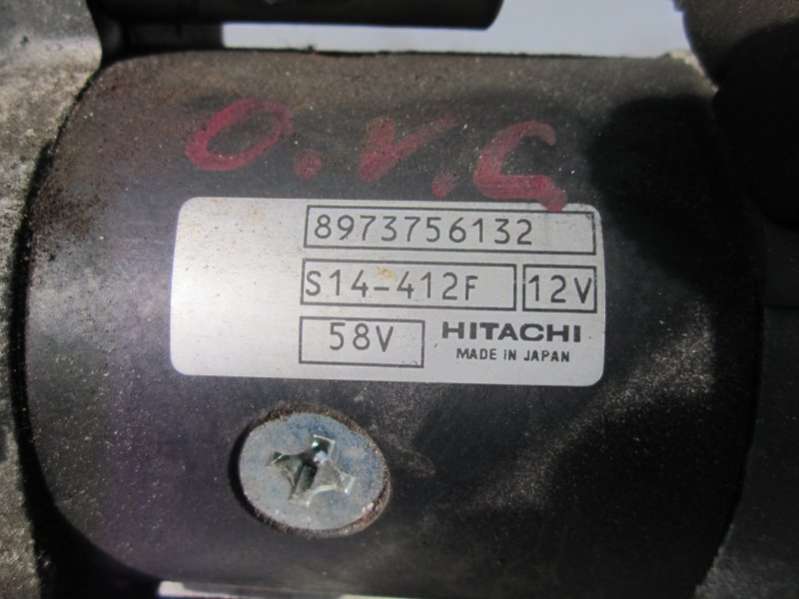 O.V.G
8973756132
S14-412F 12V
58V HITACHI
MADE IN JAPAN